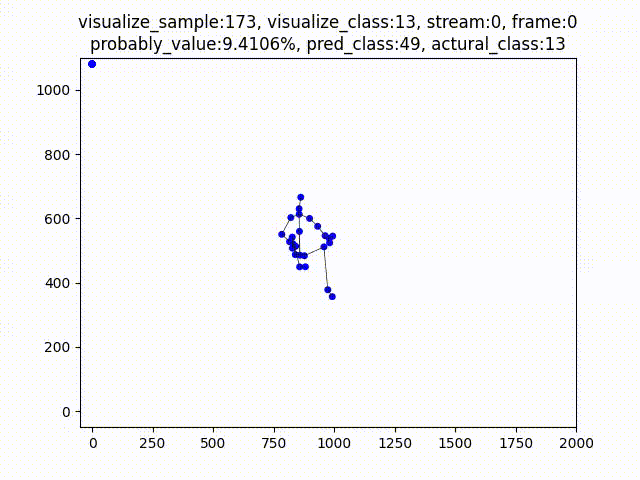 visualize_sample:173, visualize_class:13, stream:0, frame:0
probably_value:9.4106%, pred_class:49, actural_class:13
1000
800
600
400
200
0
0 250 500 750 1000 1250 1500 1750 2000